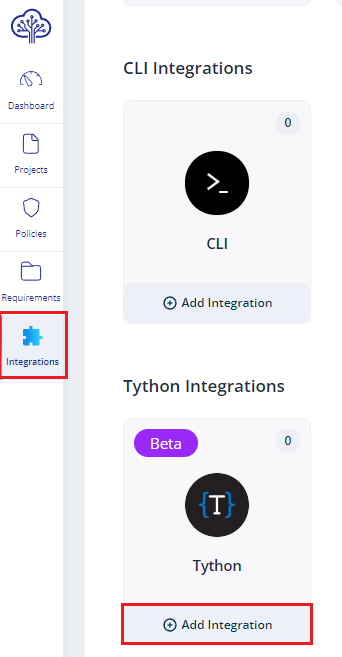 Dashboard
Projects
Policies
Requirements
Integrations
CLI Integrations
0
>_
CLI
Add Integration
Tython Integrations
Beta
0
{T}
Tython
Add Integration